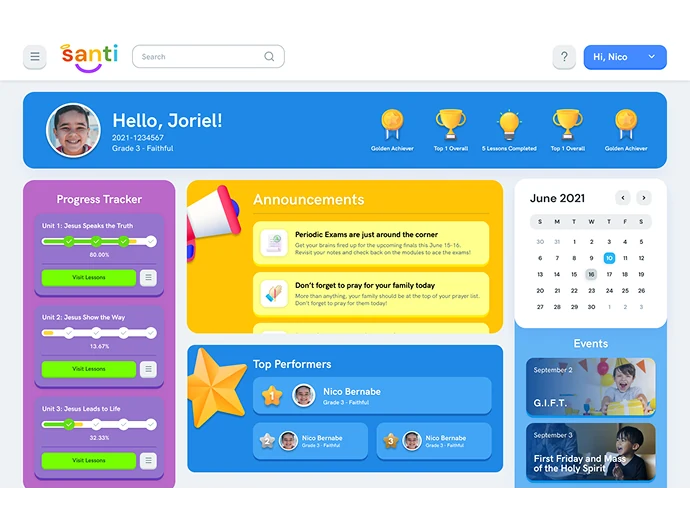 santi
Search
?
Hi, Nico
Hello, Joriel!
2021-1234567
Grade 3 - Faithful
Golden Achiever
Top 1 Overall
5 Lessons Completed
Top 1 Overall
Golden Achiever
Progress Tracker
Unit 1: Jesus Speaks the Truth
80.00%
Visit Lessons
Unit 2: Jesus Show the Way
13.67%
Visit Lessons
Unit 3: Jesus Leads to Life
32.33%
Visit Lessons
Announcements
Periodic Exams are just around the corner
Get your brains fired up for the upcoming finals this June 15-16.
Revisit your notes and check back on the modules to ace the exams!
Don't forget to pray for your family today
More than anything, your family should be at the top of your prayer list.
Don't forget to pray for them today!
Top Performers
1
Nico Bernabe
Grade 3 - Faithful
2
Nico Bernabe
Grade 3 - Faithful
3
Nico Bernabe
Grade 3 - Faithful
June 2021
S M T W T F S
30 31 1 2 3 4 5
6 7 8 9 10 11 12
13 14 15 16 17 18 19
20 21 22 23 24 25 26
27 28 29 30 1 2 3
Events
September 2
G.I.F.T.
September 3
First Friday and Mass
of the Holy Spirit